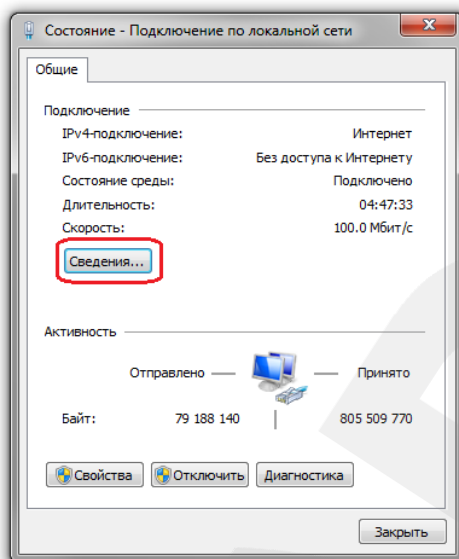 Состояние - Подключение по локальной сети
Общие
Подключение
IPv4-подключение: Интернет
IPv6-подключение: Без доступа к Интернету
Состояние среды: Подключено
Длительность: 04:47:33
Скорость: 100.0 Мбит/с
Сведения...
Активность
Отправлено — — Принято
Байт: 79 188 140 | 805 509 770
Свойства Отключить Диагностика
Закрыть